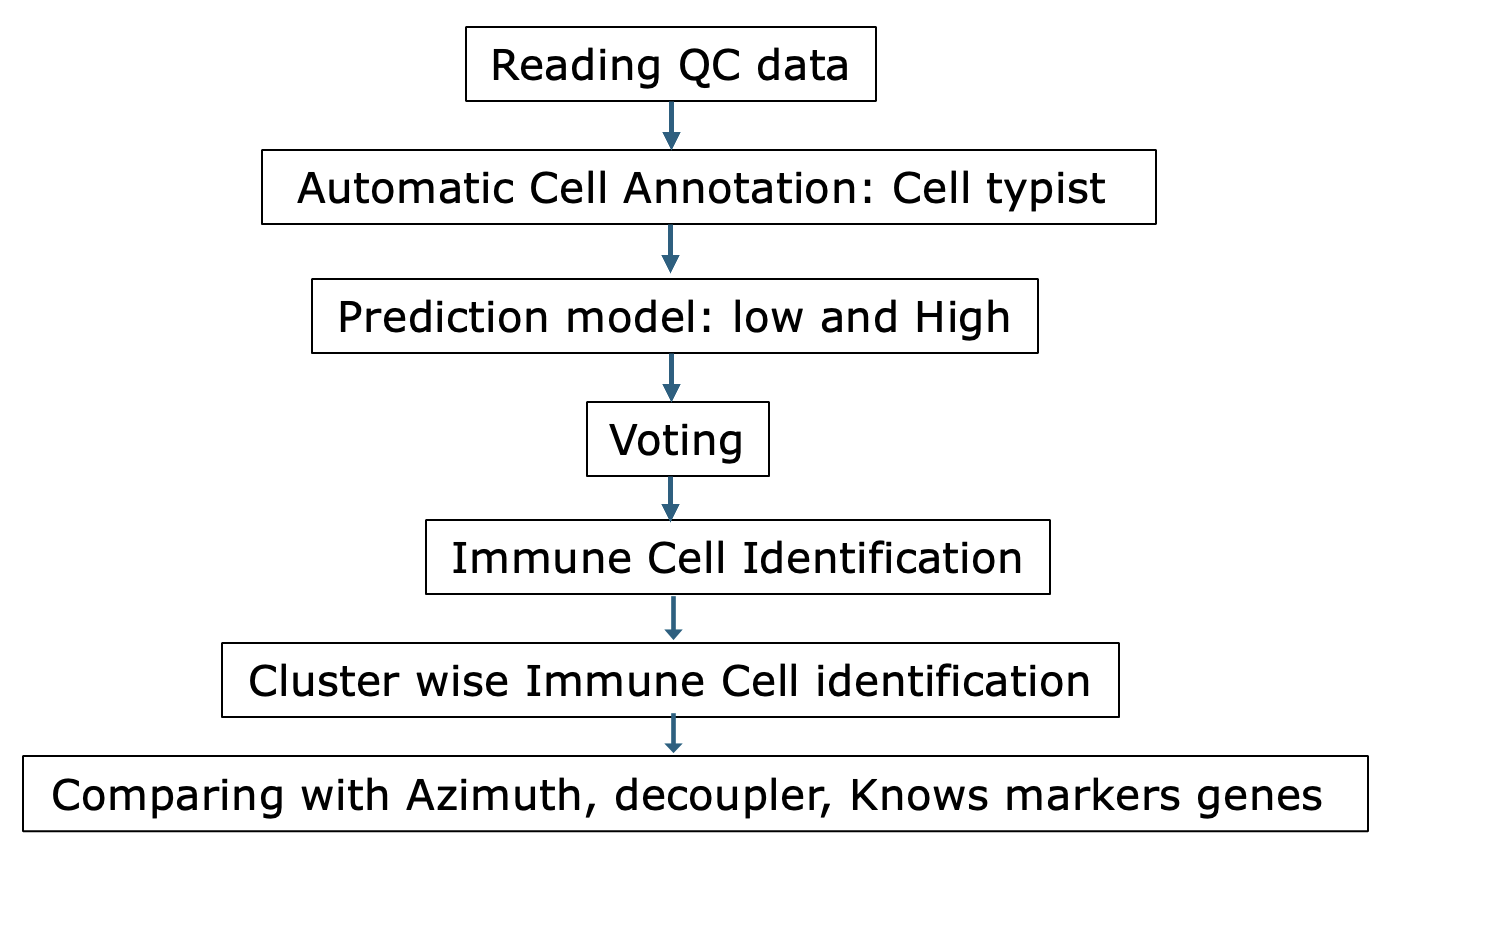 Reading QC data
Automatic Cell Annotation: Cell typist
Prediction model: low and High
Voting
Immune Cell Identification
Cluster wise Immune Cell identification
Comparing with Azimuth, decoupler, Knows markers genes